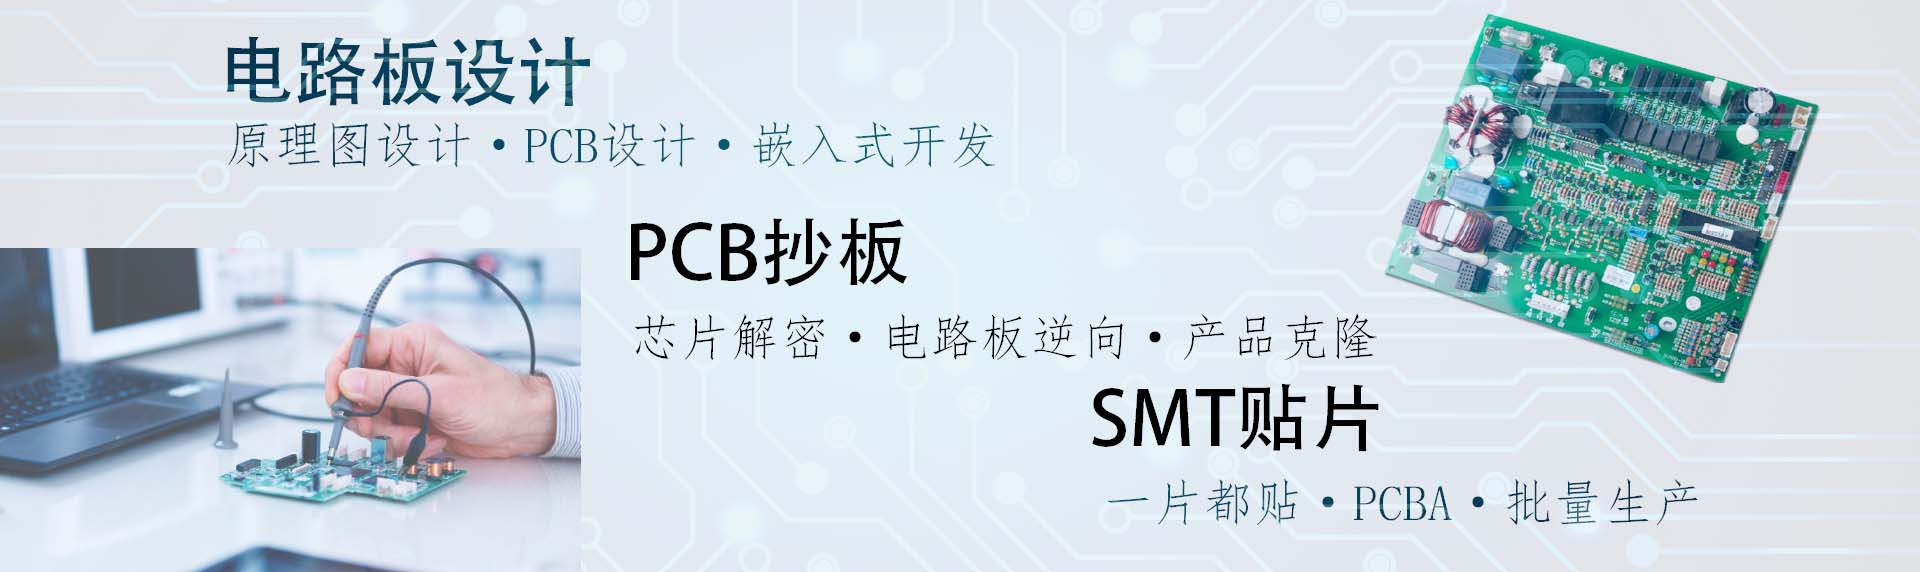 电路板设计
原理图设计·PCB设计·嵌入式开发
PCB抄板
芯片解密·电路板逆向·产品克隆
SMT贴片
一片都贴·PCBA·批量生产